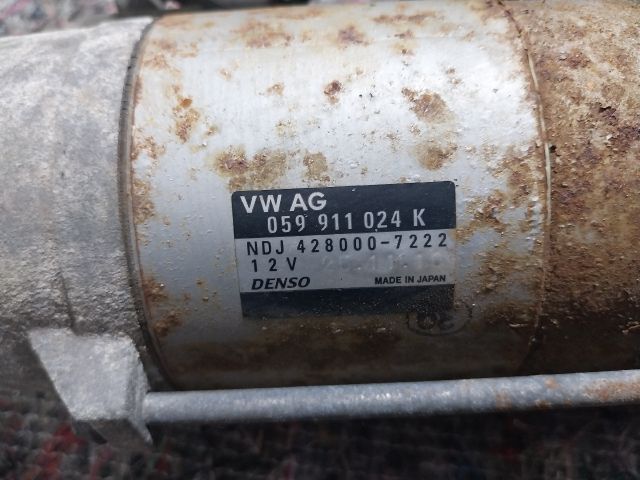 VW AG
059 911 024 K
NDJ 428000-7222
12V
DENSO MADE IN JAPAN